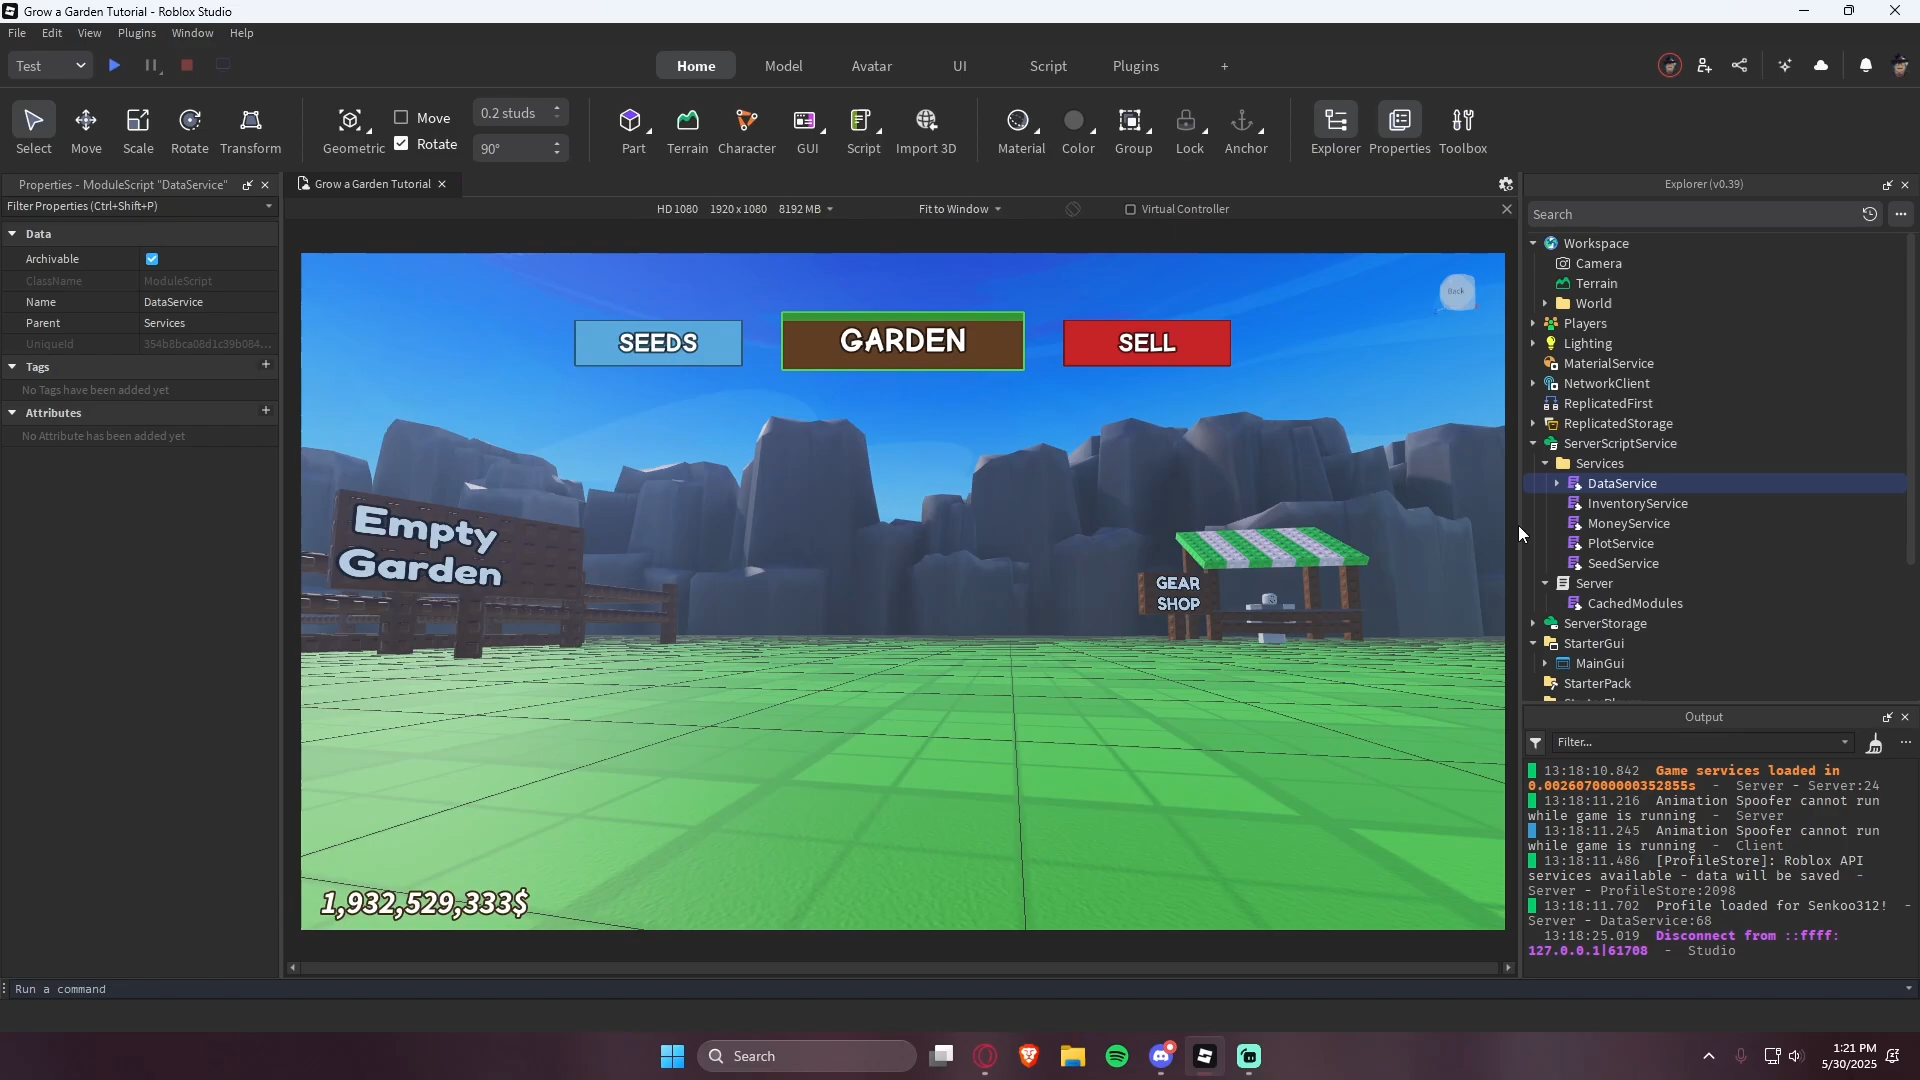 Grow a Garden Tutorial - Roblox Studio
File Edit View Plugins Window Help
Test
Home Model Avatar UI Script Plugins +
Select Move Scale Rotate Transform
Geometric Move Rotate 0.2 studs 90°
Part Terrain Character GUI Script Import 3D
Material Color Group Lock Anchor
Explorer Properties Toolbox
Properties - ModuleScript "DataService"
Filter Properties (Ctrl+Shift+P)
Data
Archivable
ClassName ModuleScript
Name DataService
Parent Services
UniqueId 354b8bca08d1c39b084...
Tags
No Tags have been added yet
Attributes
No Attribute has been added yet
Grow a Garden Tutorial
HD 1080 1920 x 1080 8192 MB Fit to Window Virtual Controller
SEEDS
GARDEN
SELL
Back
Empty
Garden
GEAR
SHOP
1,932,529,333$
Explorer (v0.39)
Search
Workspace
Camera
Terrain
World
Players
Lighting
MaterialService
NetworkClient
ReplicatedFirst
ReplicatedStorage
ServerScriptService
Services
DataService
InventoryService
MoneyService
PlotService
SeedService
Server
CachedModules
ServerStorage
StarterGui
MainGui
StarterPack
Output
Filter...
13:18:10.842 Game services loaded in
0.0026070000000352855s - Server - Server:24
13:18:11.216 Animation Spoofer cannot run
while game is running - Server
13:18:11.245 Animation Spoofer cannot run
while game is running - Client
13:18:11.486 [ProfileStore]: Roblox API
services available - data will be saved -
Server - ProfileStore:2098
13:18:11.702 Profile loaded for Senkoo312! -
Server - DataService:68
13:18:25.019 Disconnect from ::ffff:
127.0.0.1|61708 - Studio
Run a command
Search
1:21 PM
5/30/2025